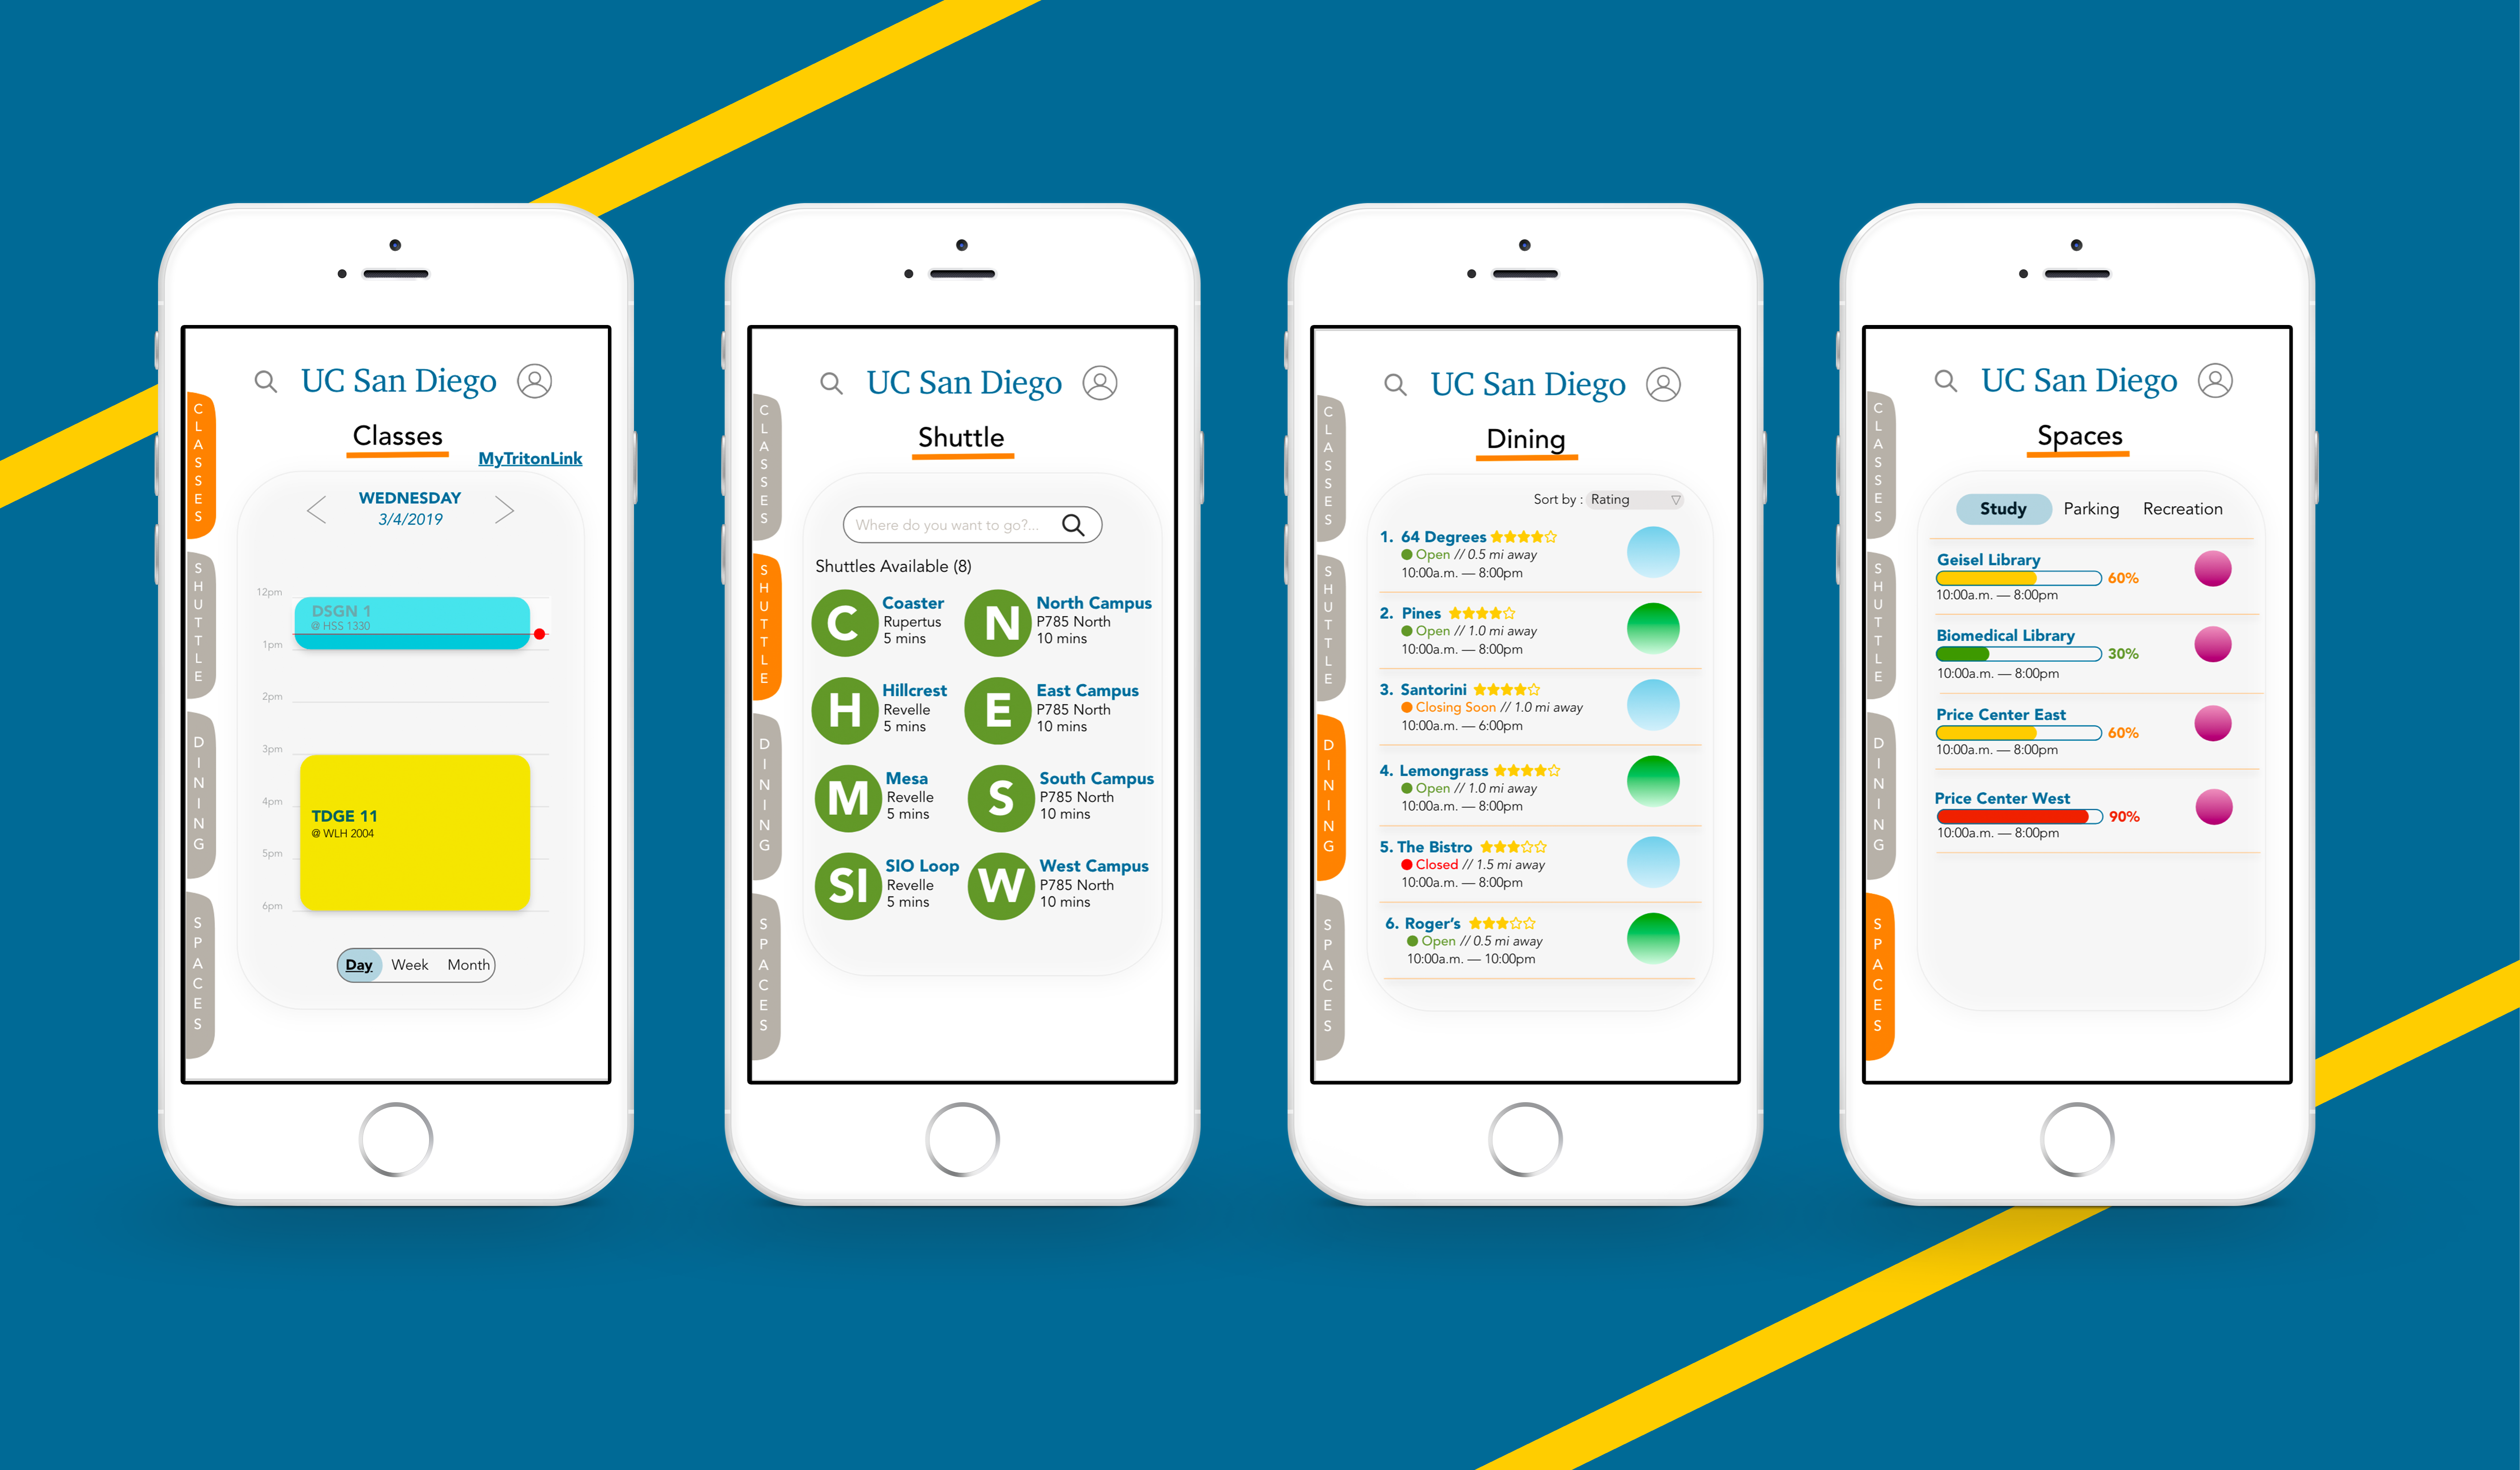 UC San Diego
Classes
MyTritonLink
CLASSES
SHUTTLE
DINING
SPACES
WEDNESDAY
3/4/2019
12pm
DSGN 1
@ HSS 1330
1pm
2pm
3pm
4pm
TDGE 11
@ WLH 2004
5pm
6pm
Day Week Month
UC San Diego
Shuttle
CLASSES
SHUTTLE
DINING
SPACES
Where do you want to go?...
Shuttles Available (8)
C
Coaster
Rupertus
5 mins
N
North Campus
P785 North
10 mins
H
Hillcrest
Revelle
5 mins
E
East Campus
P785 North
10 mins
M
Mesa
Revelle
5 mins
S
South Campus
P785 North
10 mins
SI
SIO Loop
Revelle
5 mins
W
West Campus
P785 North
10 mins
UC San Diego
Dining
CLASSES
SHUTTLE
DINING
SPACES
Sort by : Rating
1. 64 Degrees
Open // 0.5 mi away
10:00a.m. — 8:00pm
2. Pines
Open // 1.0 mi away
10:00a.m. — 8:00pm
3. Santorini
Closing Soon // 1.0 mi away
10:00a.m. — 6:00pm
4. Lemongrass
Open // 1.0 mi away
10:00a.m. — 8:00pm
5. The Bistro
Closed // 1.5 mi away
10:00a.m. — 8:00pm
6. Roger’s
Open // 0.5 mi away
10:00a.m. — 10:00pm
UC San Diego
Spaces
CLASSES
SHUTTLE
DINING
SPACES
Study Parking Recreation
Geisel Library
60%
10:00a.m. — 8:00pm
Biomedical Library
30%
10:00a.m. — 8:00pm
Price Center East
60%
10:00a.m. — 8:00pm
Price Center West
90%
10:00a.m. — 8:00pm